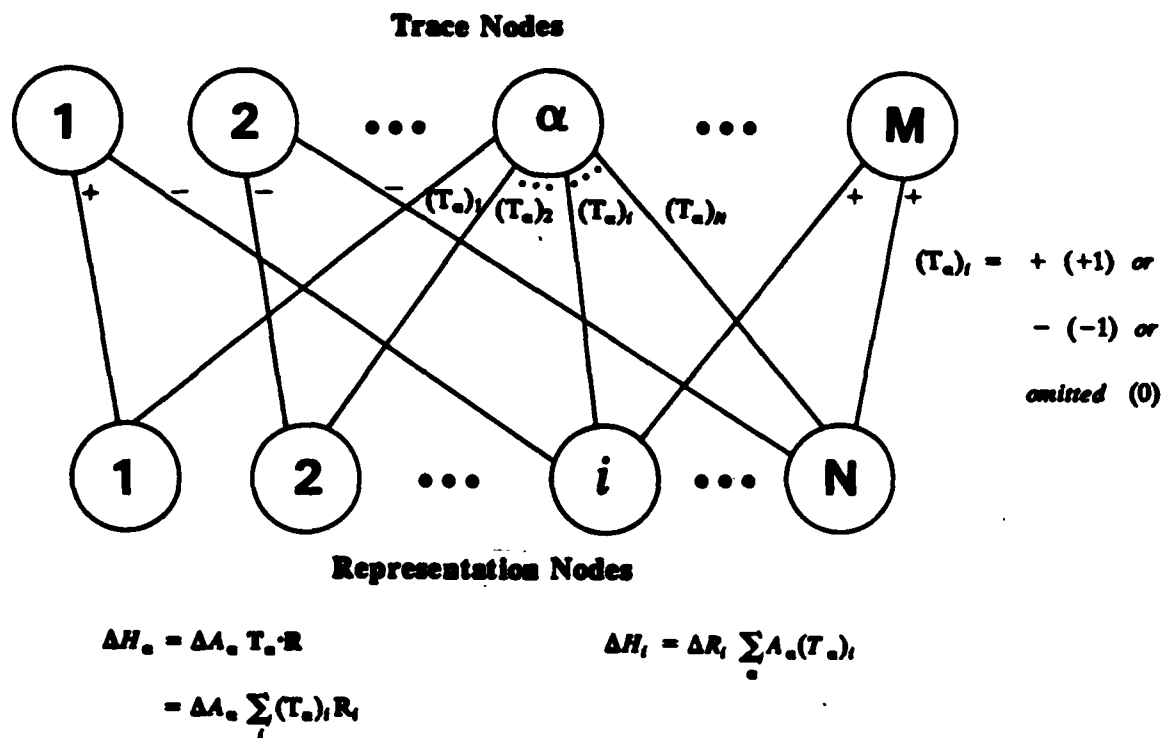 Trace Nodes
1 2 ••• α ••• M
+ − − − (T_α)_1 (T_α)_2 (T_α)_i (T_α)_N + +
(T_α)_i = + (+1) or
− (−1) or
omitted (0)
1 2 ••• i ••• N
Representation Nodes
ΔH_α = ΔA_α T_α·R
= ΔA_α ∑_i (T_α)_i R_i
ΔH_i = ΔR_i ∑_α A_α(T_α)_i